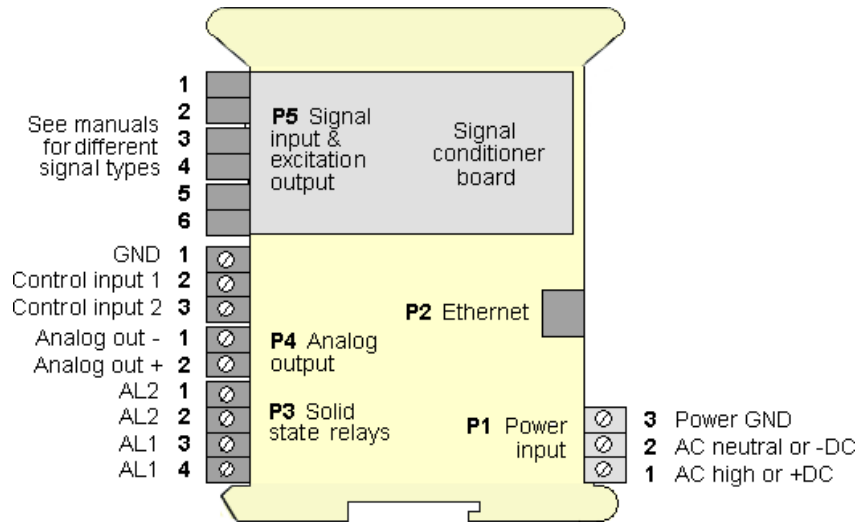 1
2
See manuals
for different
signal types
3
4
5
6
P5 Signal
input &
excitation
output
Signal
conditioner
board
GND 1
Control input 1 2
Control input 2 3
Analog out - 1
Analog out + 2
P4 Analog
output
P2 Ethernet
AL2 1
AL2 2
AL1 3
AL1 4
P3 Solid
state relays
P1 Power
input
3 Power GND
2 AC neutral or -DC
1 AC high or +DC